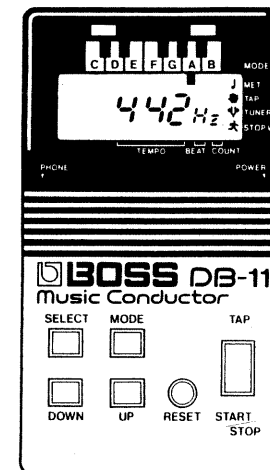 C D E F G A B
MODE
442Hz
MET
TAP
TUNER
STOP
TEMPO BEAT COUNT
PHONE POWER
BOSS DB-11
Music Conductor
SELECT MODE TAP
DOWN UP RESET START
STOP